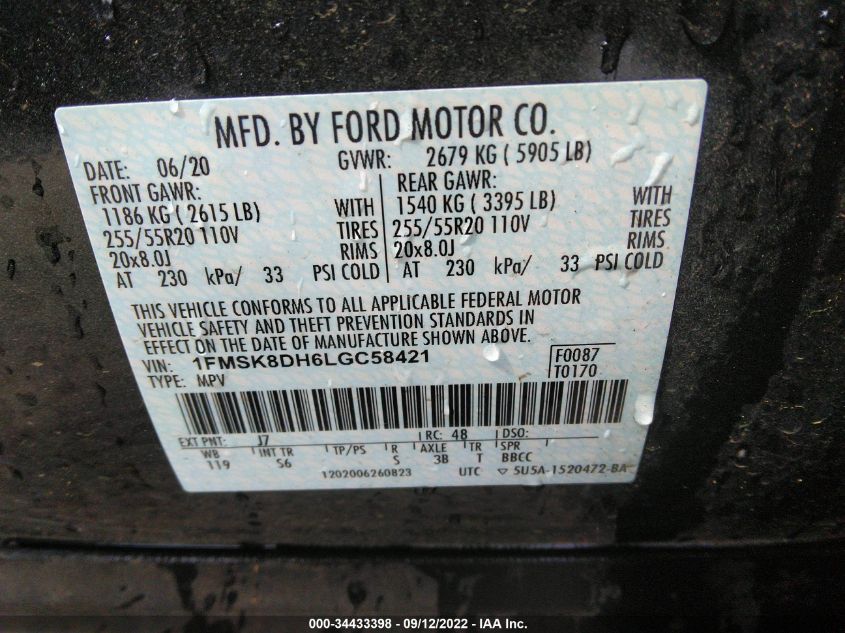 MFD. BY FORD MOTOR CO.
DATE: 06/20 GVWR: 2679 KG ( 5905 LB)
FRONT GAWR: REAR GAWR:
1186 KG ( 2615 LB) WITH 1540 KG ( 3395 LB) WITH
255/55R20 110V TIRES 255/55R20 110V TIRES
20x8.0J RIMS 20x8.0J RIMS
AT 230 kPa/ 33 PSI COLD AT 230 kPa/ 33 PSI COLD
THIS VEHICLE CONFORMS TO ALL APPLICABLE FEDERAL MOTOR
VEHICLE SAFETY AND THEFT PREVENTION STANDARDS IN
EFFECT ON THE DATE OF MANUFACTURE SHOWN ABOVE.
VIN: 1FMSK8DH6LGC58421 F0087
TYPE: MPV T0170
EXT PNT: J7 RC: 48 DSO:
WB INT TR TP/PS R AXLE TR SPR
119 S6 S 3B T BBCC
1202006260823 UTC ▽ 5U5A-1520472-BA
000-34433398 - 09/12/2022 - IAA Inc.